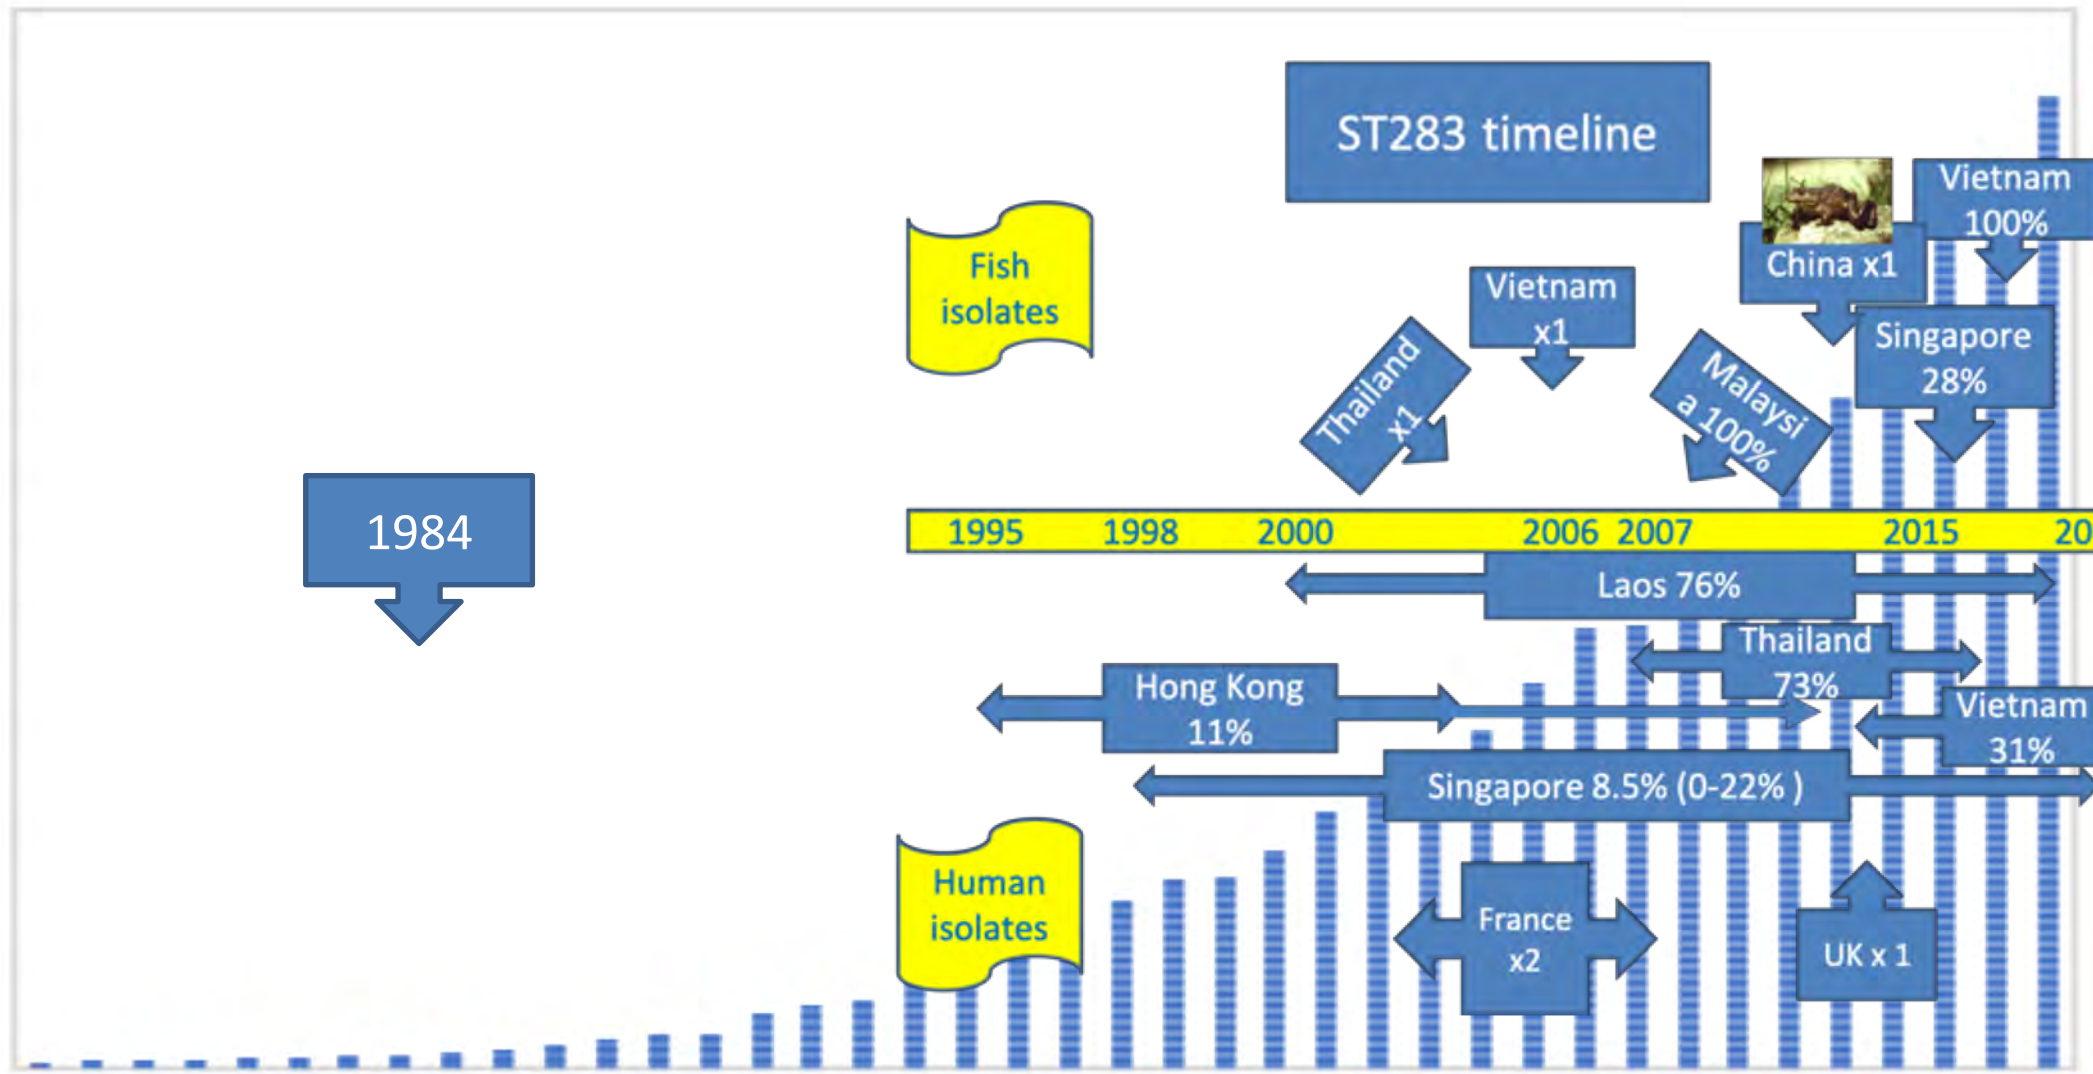 ST283 timeline
Vietnam
100%
China x1
Fish
isolates
Vietnam
x1
Thailand
x1
Malaysi
a 100%
Singapore
28%
1984
1995 1998 2000 2006 2007 2015 20
Laos 76%
Thailand
73%
Hong Kong
11%
Vietnam
31%
Singapore 8.5% (0-22% )
Human
isolates
France
x2
UK x 1